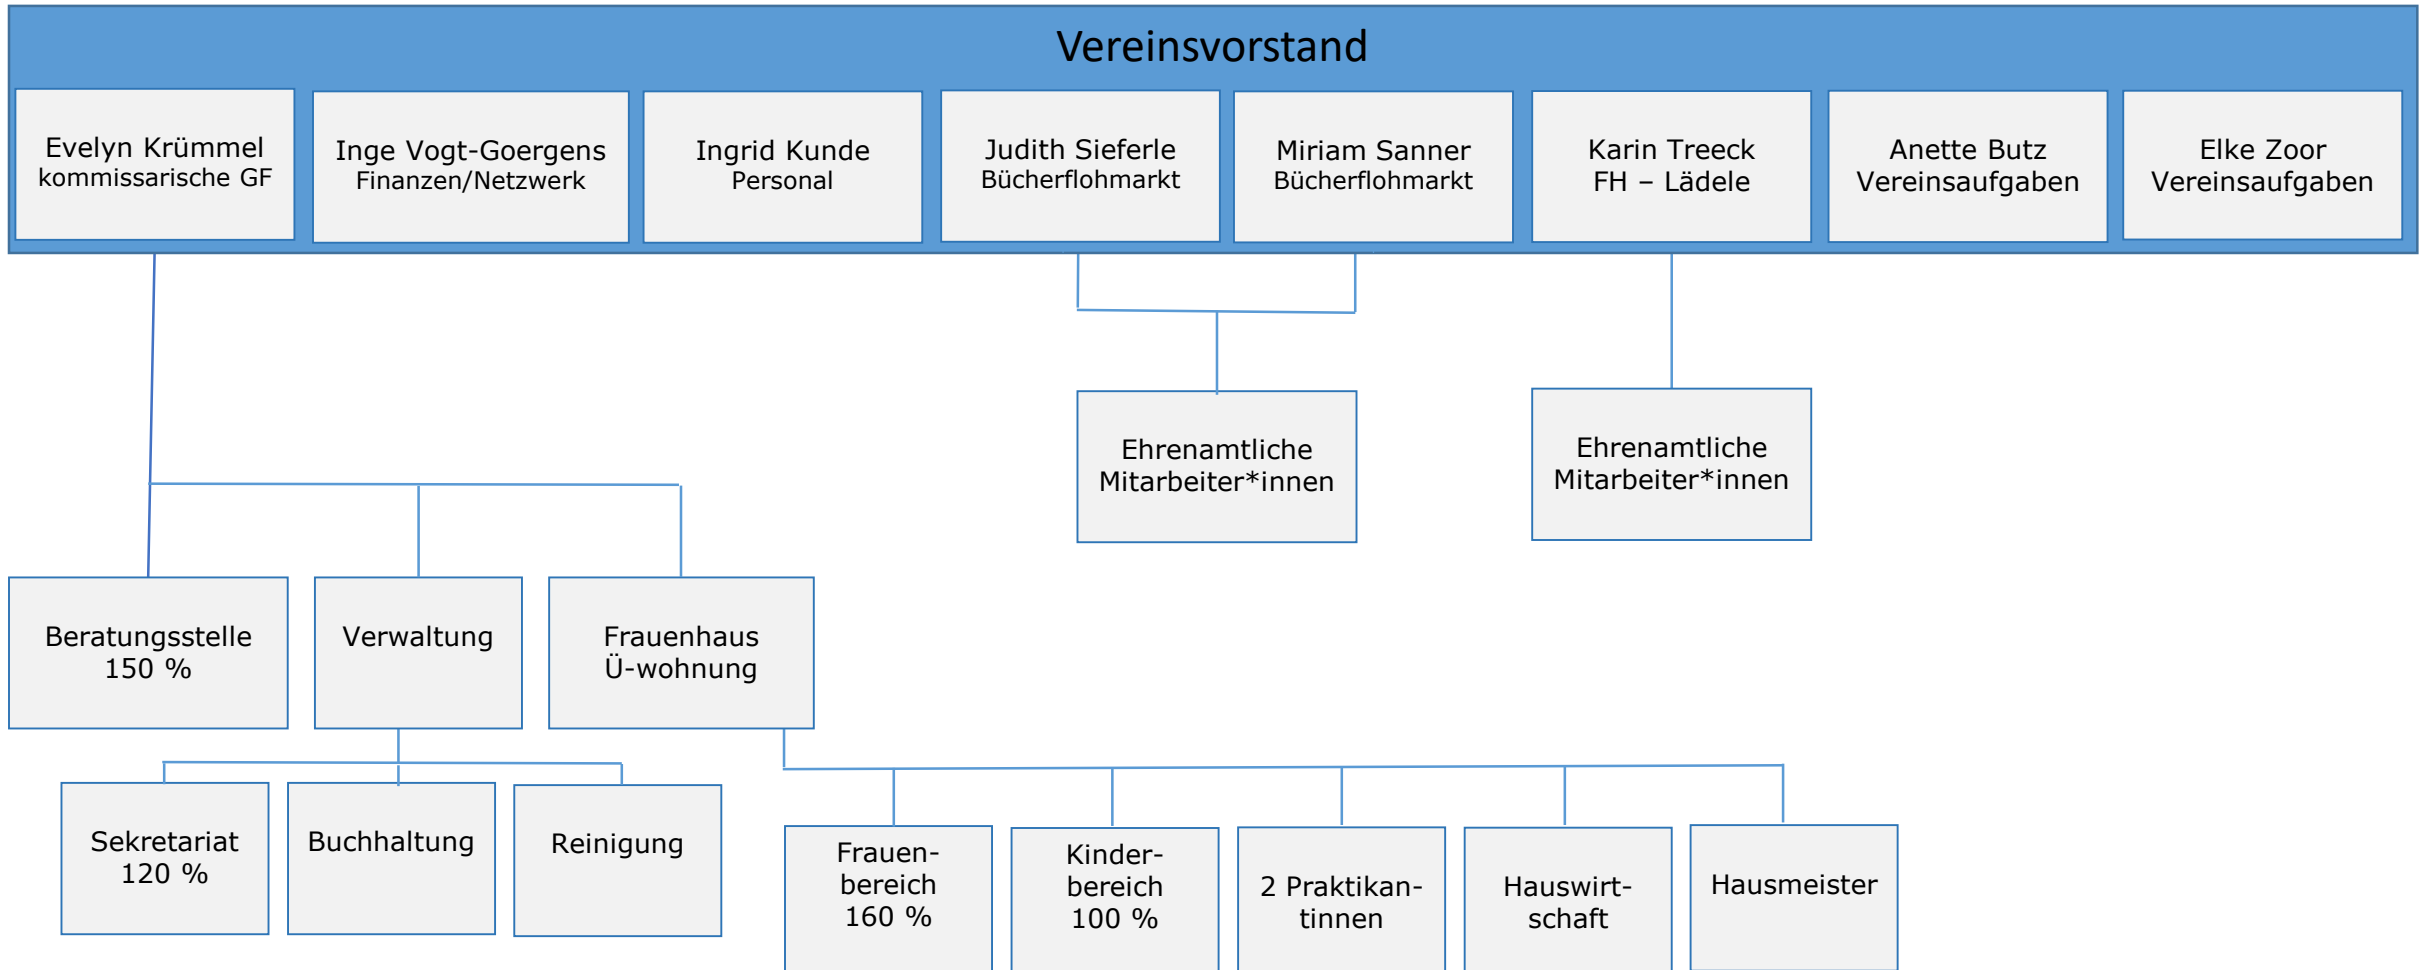 Vereinsvorstand
Evelyn Krümmel
kommissarische GF
Inge Vogt-Goergens
Finanzen/Netzwerk
Ingrid Kunde
Personal
Judith Sieferle
Bücherflohmarkt
Miriam Sanner
Bücherflohmarkt
Karin Treeck
FH – Lädele
Anette Butz
Vereinsaufgaben
Elke Zoor
Vereinsaufgaben
Ehrenamtliche
Mitarbeiter*innen
Ehrenamtliche
Mitarbeiter*innen
Beratungsstelle
150 %
Verwaltung
Frauenhaus
Ü-wohnung
Sekretariat
120 %
Buchhaltung
Reinigung
Frauen-
bereich
160 %
Kinder-
bereich
100 %
2 Praktikan-
tinnen
Hauswirt-
schaft
Hausmeister